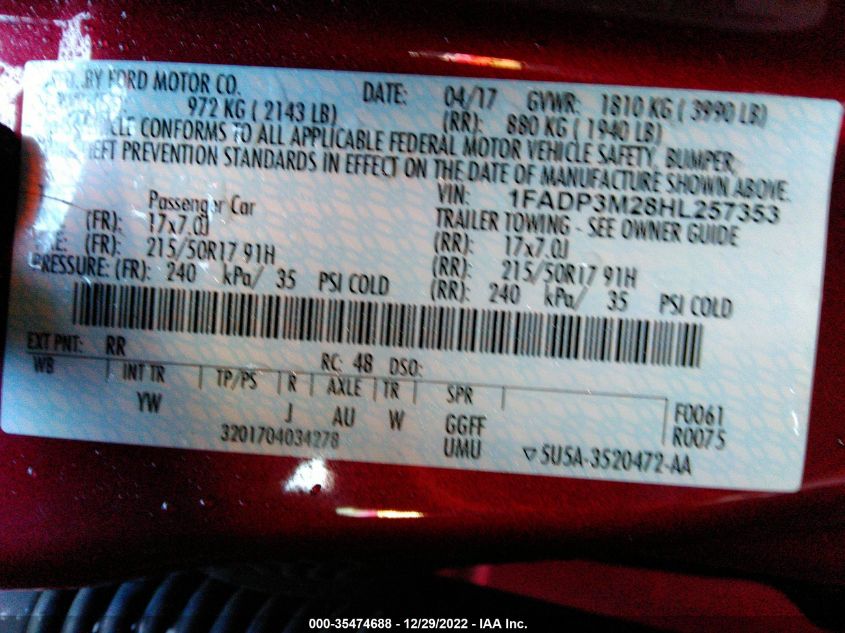 BY FORD MOTOR CO.
DATE: 04/17 GVWR: 1810 KG ( 3990 LB)
972 KG ( 2143 LB) (RR): 880 KG ( 1940 LB)
CONFORMS TO ALL APPLICABLE FEDERAL MOTOR VEHICLE SAFETY, BUMPER,
THEFT PREVENTION STANDARDS IN EFFECT ON THE DATE OF MANUFACTURE SHOWN ABOVE.
VIN: 1FADP3M28HL257353
Passenger Car TRAILER TOWING - SEE OWNER GUIDE
(FR): 17x7.0J (RR): 17x7.0J
(FR): 215/50R17 91H (RR): 215/50R17 91H
PRESSURE: (FR): 240 kPa/ 35 PSI COLD (RR): 240 kPa/ 35 PSI COLD
EXT PNT: RR RC: 48 DSO:
WB INT TR TP/PS R AXLE TR SPR
YW J AU W GGFF F0061
3201704034278 UMU R0075
5U5A-3520472-AA
000-35474688 - 12/29/2022 - IAA Inc.